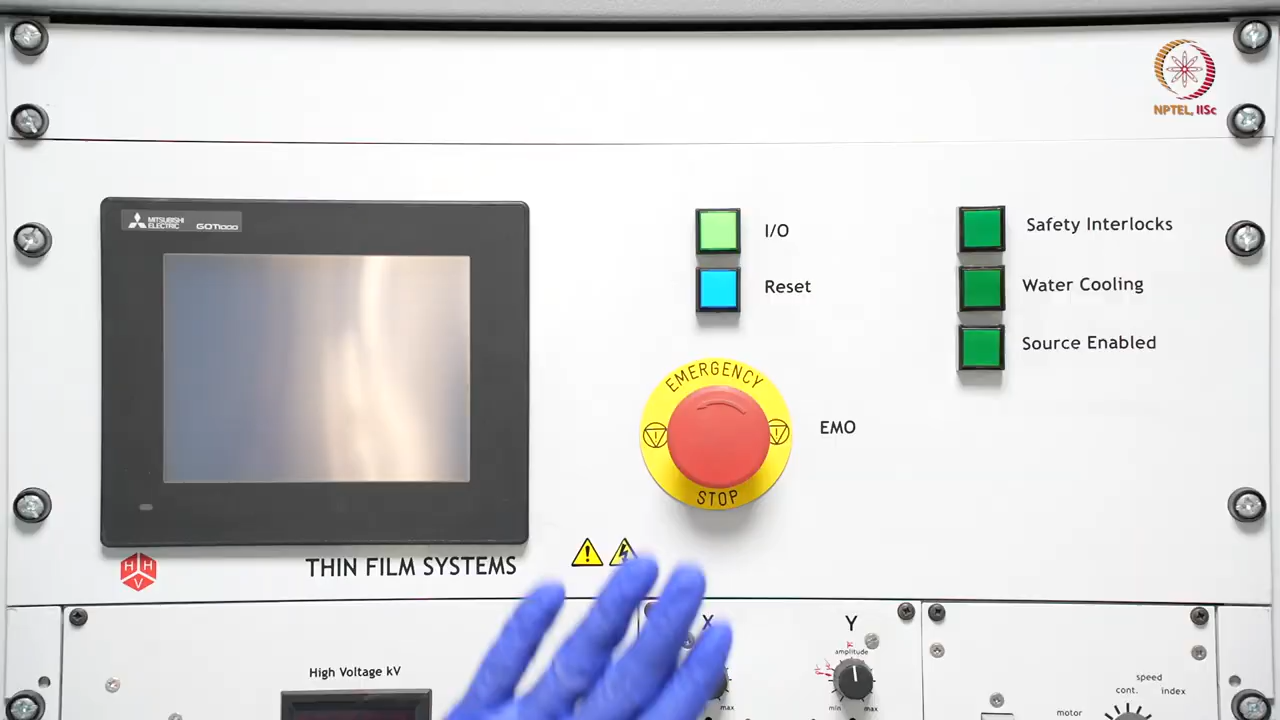 NPTEL, IISc
MITSUBISHI
ELECTRIC
GOT1000
I/O
Reset
Safety Interlocks
Water Cooling
Source Enabled
EMERGENCY
STOP
EMO
HHV
THIN FILM SYSTEMS
High Voltage kV
X
max
Y
amplitude
min
max
speed
cont.
index
motor